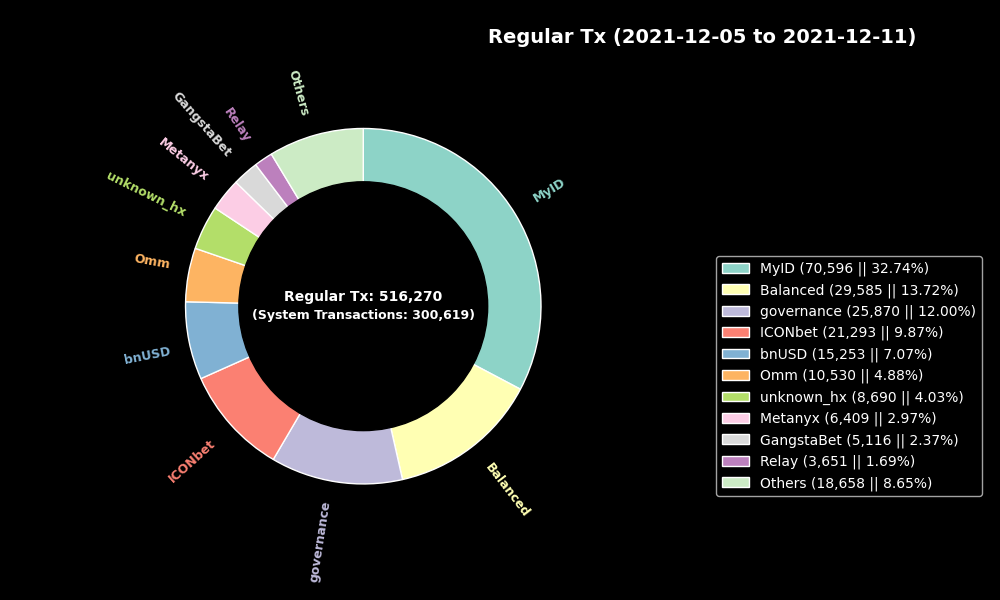 Regular Tx (2021-12-05 to 2021-12-11)
Others
Relay
GangstaBet
Metanyx
unknown_hx
Omm
bnUSD
ICONbet
governance
Balanced
MyID
Regular Tx: 516,270
(System Transactions: 300,619)
MyID (70,596 || 32.74%)
Balanced (29,585 || 13.72%)
governance (25,870 || 12.00%)
ICONbet (21,293 || 9.87%)
bnUSD (15,253 || 7.07%)
Omm (10,530 || 4.88%)
unknown_hx (8,690 || 4.03%)
Metanyx (6,409 || 2.97%)
GangstaBet (5,116 || 2.37%)
Relay (3,651 || 1.69%)
Others (18,658 || 8.65%)